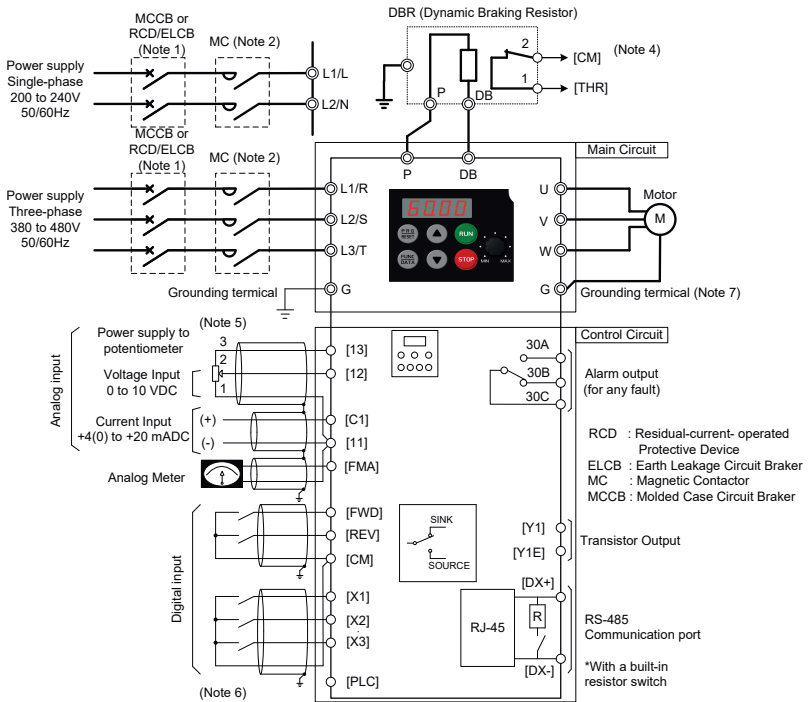 DBR (Dynamic Braking Resistor)
MCCB or
RCD/ELCB
(Note 1)
MC (Note 2)
2
[CM]
(Note 4)
1
[THR]
P
DB
Power supply
Single-phase
200 to 240V
50/60Hz
L1/L
L2/N
MCCB or
RCD/ELCB
(Note 1)
MC (Note 2)
Main Circuit
P
DB
Power supply
Three-phase
380 to 480V
50/60Hz
L1/R
L2/S
L3/T
6000
PRG
RESET
RUN
FUNC
DATA
STOP
MIN
MAX
U
V
W
Motor
M
Grounding termical
G
G
Grounding termical (Note 7)
Control Circuit
Analog input
(Note 5)
Power supply to
potentiometer
3
2
1
Voltage Input
0 to 10 VDC
[13]
[12]
Current Input
+4(0) to +20 mADC
(+)
(-)
[C1]
[11]
Analog Meter
[FMA]
30A
30B
30C
Alarm output
(for any fault)
RCD : Residual-current- operated
Protective Device
ELCB : Earth Leakage Circuit Braker
MC : Magnetic Contactor
MCCB : Molded Case Circuit Braker
Digital input
[FWD]
[REV]
[CM]
SINK
SOURCE
[Y1]
[Y1E]
Transistor Output
[X1]
[X2]
[X3]
[PLC]
(Note 6)
RJ-45
[DX+]
R
[DX-]
RS-485
Communication port
*With a built-in
resistor switch